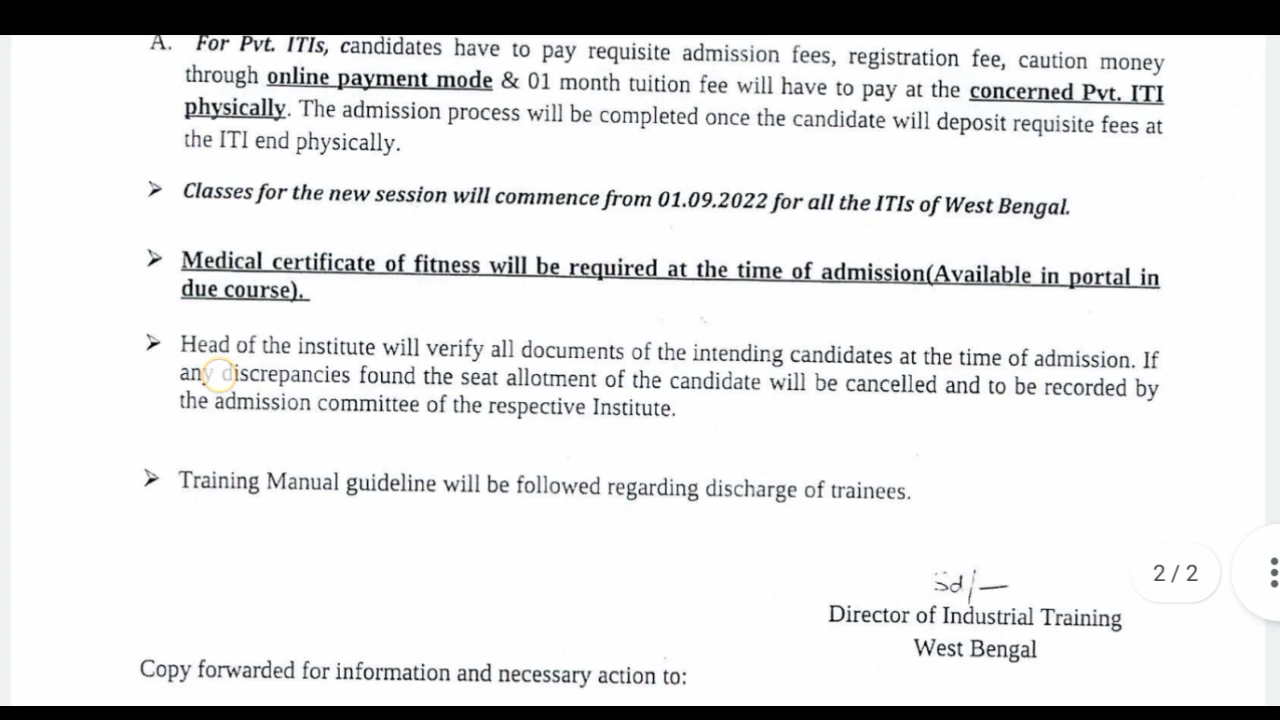 A. For Pvt. ITIs, candidates have to pay requisite admission fees, registration fee, caution money
through online payment mode & 01 month tuition fee will have to pay at the concerned Pvt. ITI
physically. The admission process will be completed once the candidate will deposit requisite fees at
the ITI end physically.
➢ Classes for the new session will commence from 01.09.2022 for all the ITIs of West Bengal.
➢ Medical certificate of fitness will be required at the time of admission(Available in portal in
due course).
➢ Head of the institute will verify all documents of the intending candidates at the time of admission. If
any discrepancies found the seat allotment of the candidate will be cancelled and to be recorded by
the admission committee of the respective Institute.
➢ Training Manual guideline will be followed regarding discharge of trainees.
2 / 2
Sd/—
Director of Industrial Training
West Bengal
Copy forwarded for information and necessary action to: